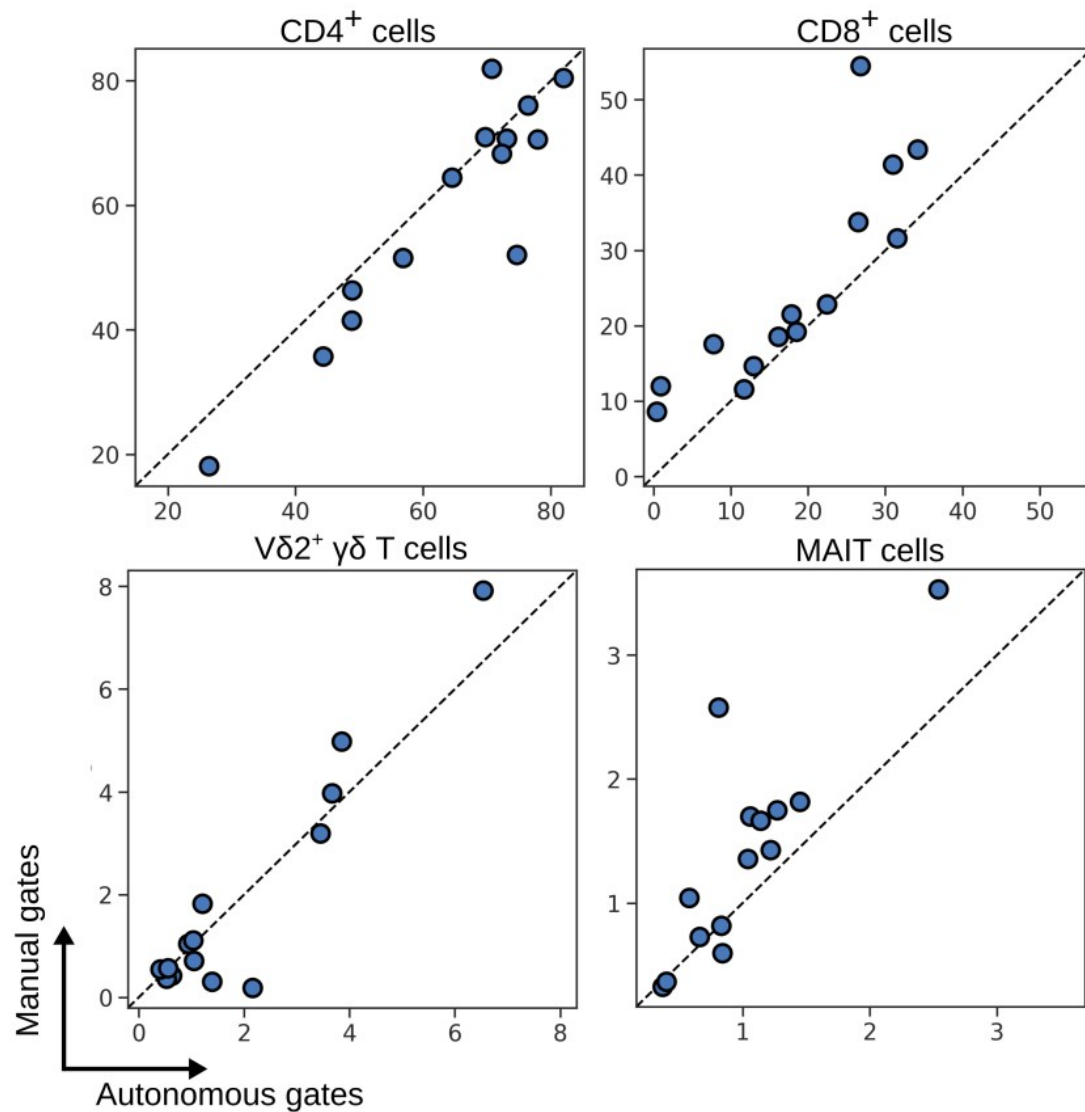 CD4⁺ cells
80
60
40
20
20 40 60 80
CD8⁺ cells
50
40
30
20
10
0
0 10 20 30 40 50
Vδ2⁺ γδ T cells
8
6
4
2
0
0 2 4 6 8
MAIT cells
3
2
1
1 2 3
Manual gates
Autonomous gates